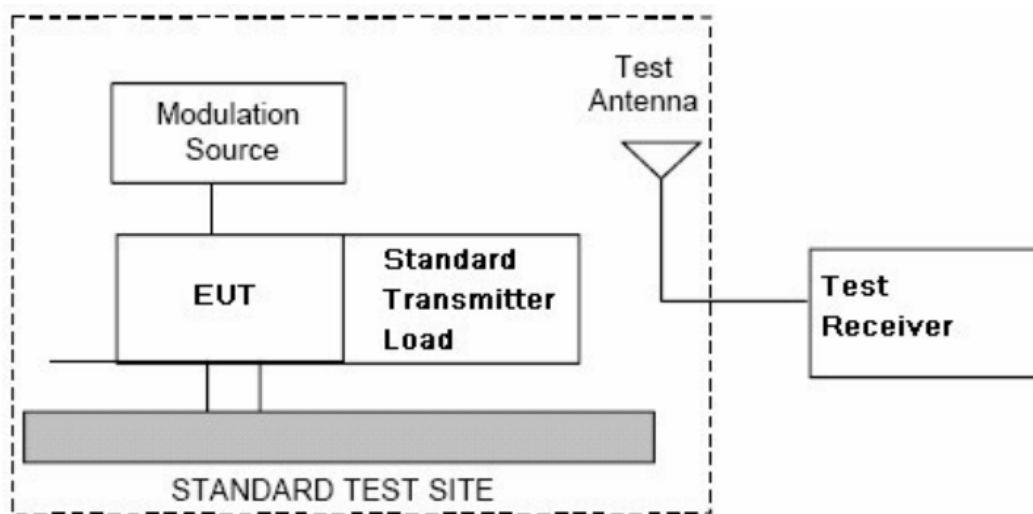 Test
Antenna
Modulation
Source
EUT
Standard
Transmitter
Load
Test
Receiver
STANDARD TEST SITE